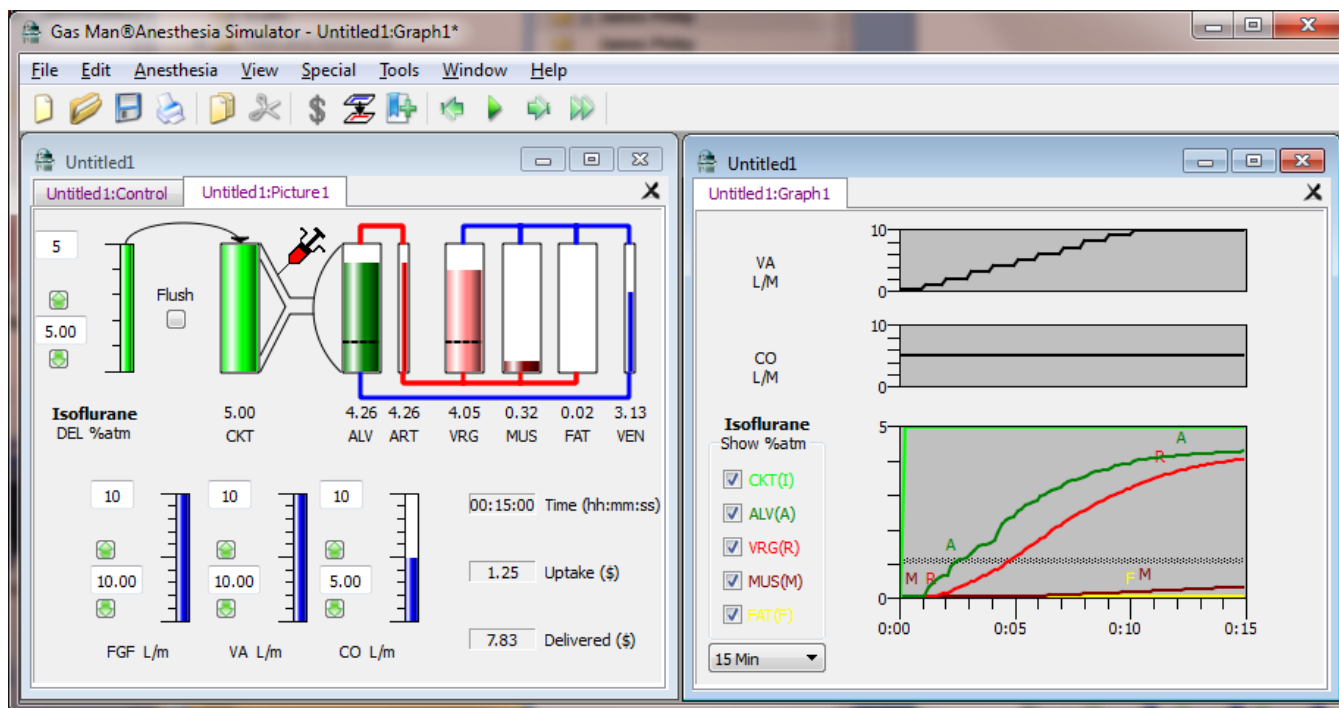 Gas Man®Anesthesia Simulator - Untitled1:Graph1*
File Edit Anesthesia View Special Tools Window Help
$
Untitled1
Untitled1:Control Untitled1:Picture1
5
Flush
5.00
Isoflurane
DEL %atm
5.00 4.26 4.26 4.05 0.32 0.02 3.13
CKT ALV ART VRG MUS FAT VEN
10 10 10
00:15:00 Time (hh:mm:ss)
10.00 10.00 5.00
1.25 Uptake ($)
7.83 Delivered ($)
FGF L/m VA L/m CO L/m
Untitled1
Untitled1:Graph1
10
VA
L/M
0
10
CO
L/M
0
Isoflurane
Show %atm
CKT(I)
ALV(A)
VRG(R)
MUS(M)
FAT(F)
15 Min
5
A
R
A
M R F M
0
0:00 0:05 0:10 0:15